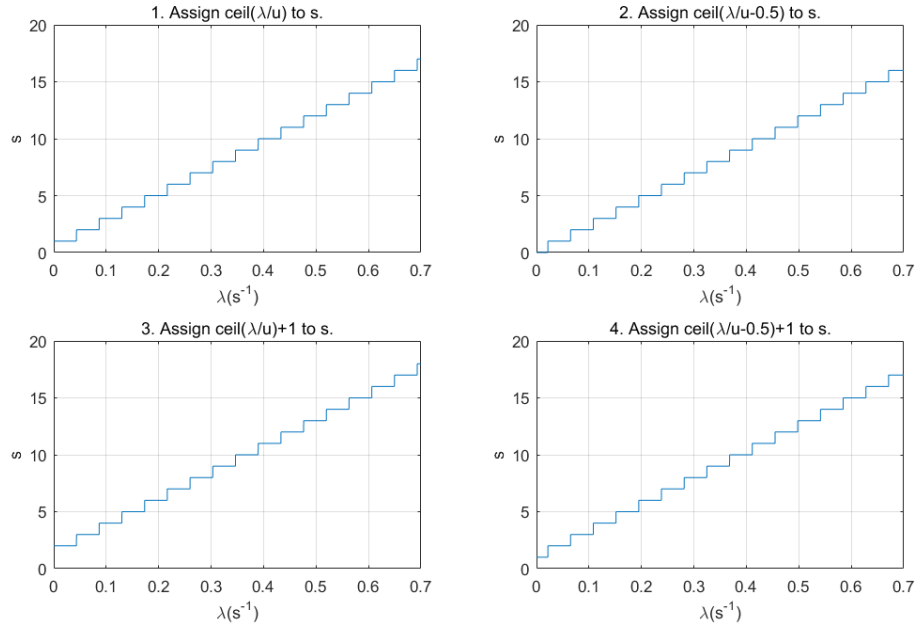 1. Assign ceil(λ/u) to s.
20
15
10
5
0
s
0 0.1 0.2 0.3 0.4 0.5 0.6 0.7
λ(s⁻¹)
2. Assign ceil(λ/u-0.5) to s.
20
15
10
5
0
s
0 0.1 0.2 0.3 0.4 0.5 0.6 0.7
λ(s⁻¹)
3. Assign ceil(λ/u)+1 to s.
20
15
10
5
0
s
0 0.1 0.2 0.3 0.4 0.5 0.6 0.7
λ(s⁻¹)
4. Assign ceil(λ/u-0.5)+1 to s.
20
15
10
5
0
s
0 0.1 0.2 0.3 0.4 0.5 0.6 0.7
λ(s⁻¹)